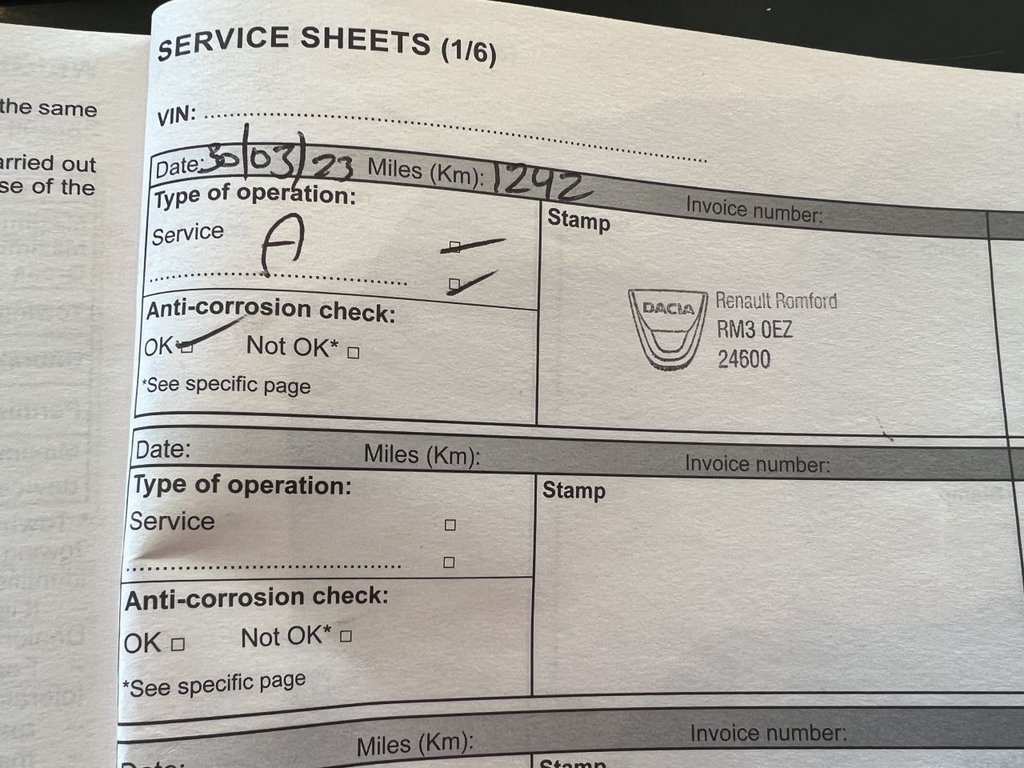 SERVICE SHEETS (1/6)
the same
VIN: ........................................
arried out
se of the
Date: 30/03/23 Miles (Km): 1242 Invoice number:
Type of operation:
Service A
Stamp
DACIA
Renault Romford
RM3 0EZ
24600
Anti-corrosion check:
OK Not OK*
*See specific page
Date: Miles (Km): Invoice number:
Type of operation:
Service
Stamp
Anti-corrosion check:
OK Not OK*
*See specific page
Date: Miles (Km): Invoice number:
Stamp